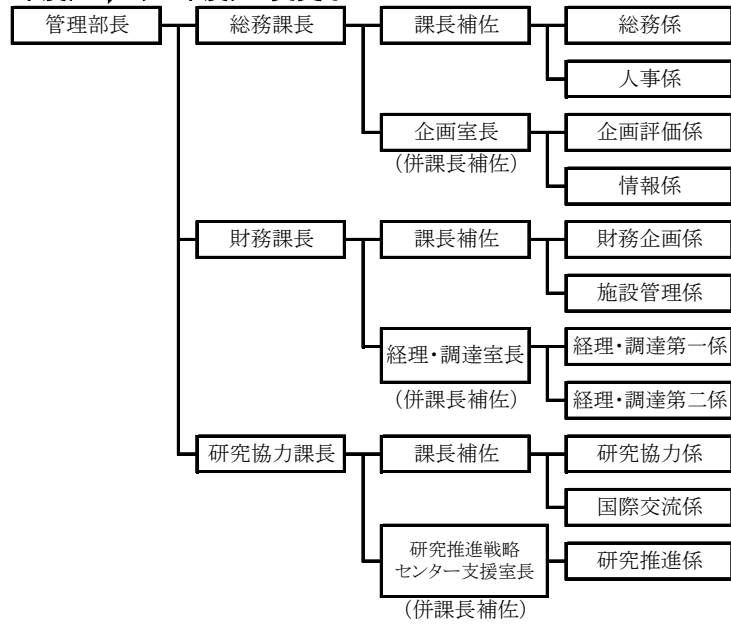 管理部長
総務課長
課長補佐
総務係
人事係
企画室長
(併課長補佐)
企画評価係
情報係
財務課長
課長補佐
財務企画係
施設管理係
経理・調達室長
(併課長補佐)
経理・調達第一係
経理・調達第二係
研究協力課長
課長補佐
研究協力係
国際交流係
研究推進戦略
センター支援室長
(併課長補佐)
研究推進係